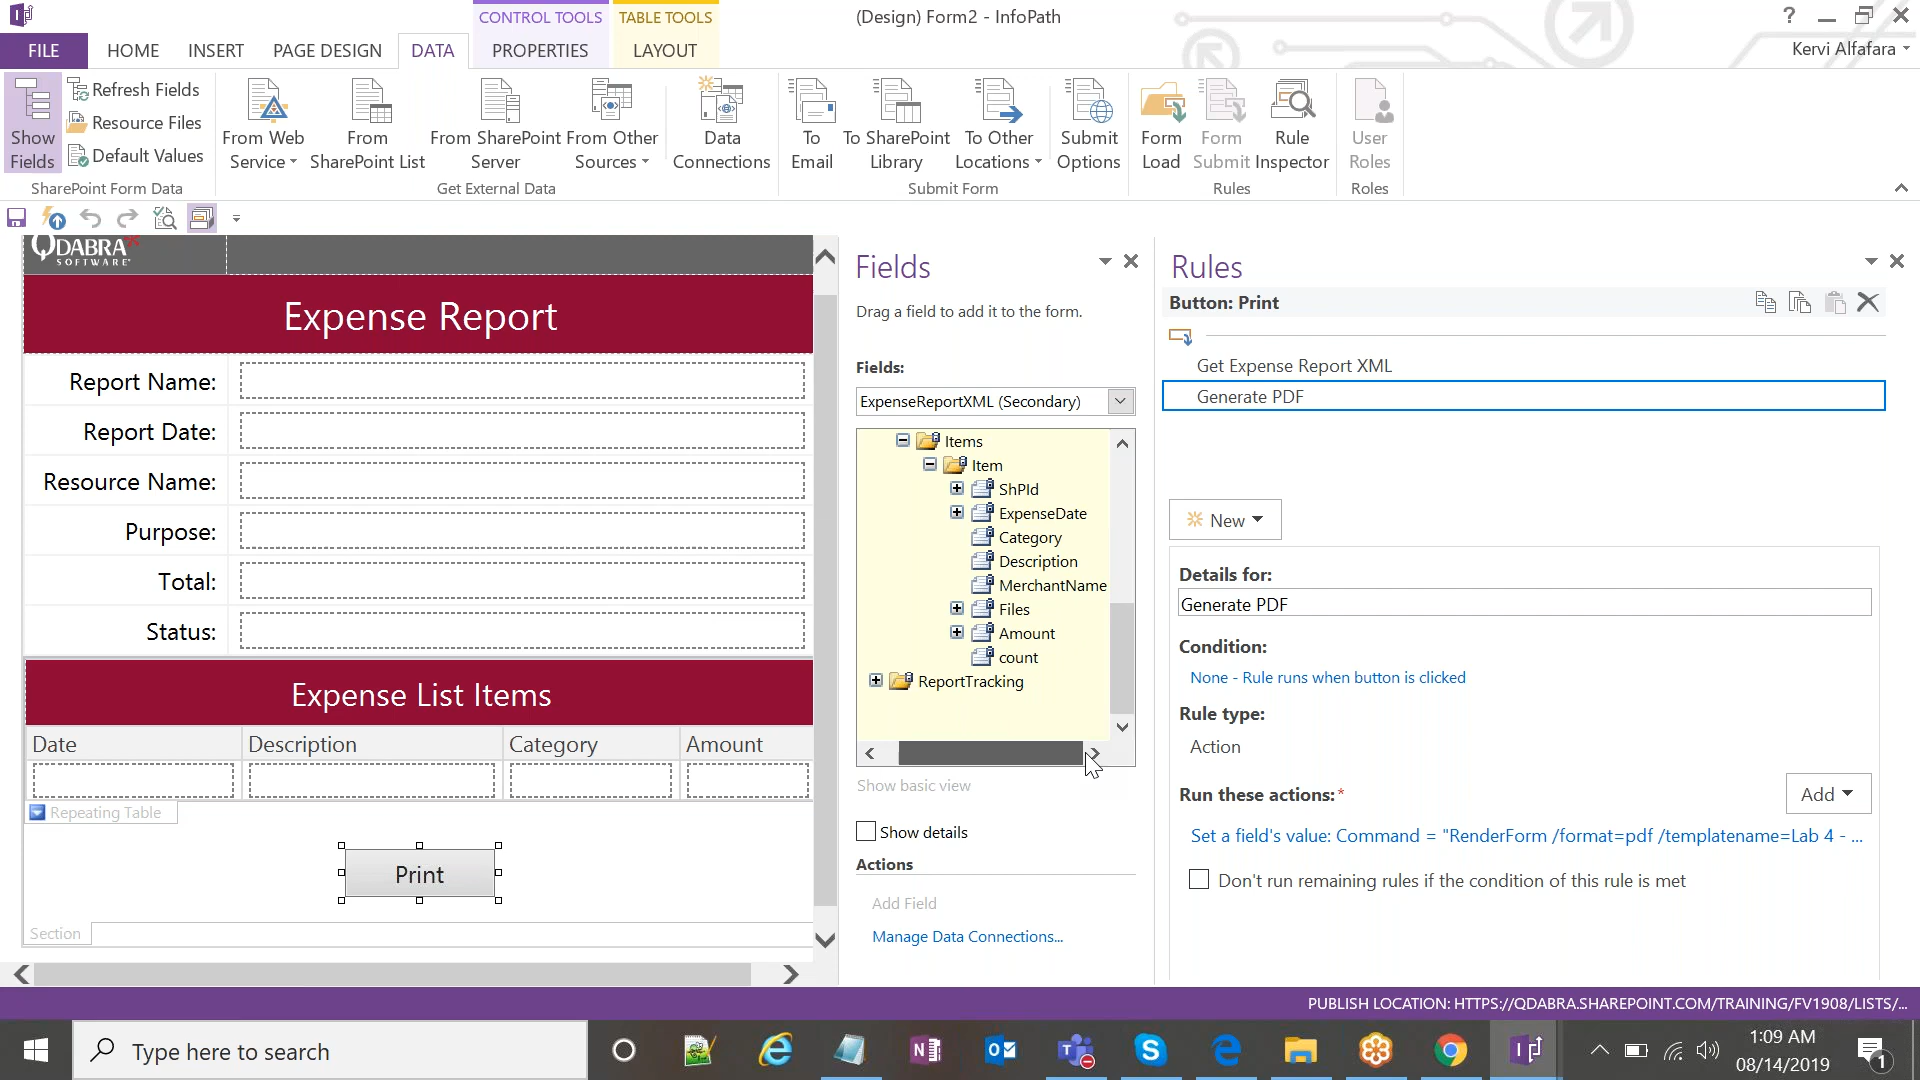 CONTROL TOOLS
TABLE TOOLS
(Design) Form2 - InfoPath
?
FILE
HOME
INSERT
PAGE DESIGN
DATA
PROPERTIES
LAYOUT
Kervi Alfafara
Show Fields
Refresh Fields
Resource Files
Default Values
SharePoint Form Data
From Web Service
From SharePoint List
From SharePoint Server
From Other Sources
Data Connections
Get External Data
To Email
To SharePoint Library
To Other Locations
Submit Options
Submit Form
Form Load
Form Submit
Rule Inspector
Rules
User Roles
Roles
QDABRA
SOFTWARE
Expense Report
Report Name:
Report Date:
Resource Name:
Purpose:
Total:
Status:
Expense List Items
Date
Description
Category
Amount
Repeating Table
Print
Section
Fields
Drag a field to add it to the form.
Fields:
ExpenseReportXML (Secondary)
Items
Item
ShPId
ExpenseDate
Category
Description
MerchantName
Files
Amount
count
ReportTracking
Show basic view
Show details
Actions
Add Field
Manage Data Connections...
Rules
Button: Print
Get Expense Report XML
Generate PDF
New
Details for:
Generate PDF
Condition:
None - Rule runs when button is clicked
Rule type:
Action
Run these actions:*
Add
Set a field's value: Command = "RenderForm /format=pdf /templatename=Lab 4 - ...
Don't run remaining rules if the condition of this rule is met
PUBLISH LOCATION: HTTPS://QDABRA.SHAREPOINT.COM/TRAINING/FV1908/LISTS/...
Type here to search
1:09 AM
08/14/2019
1